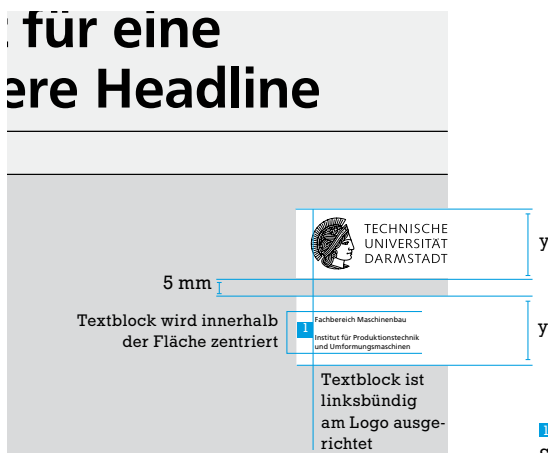 : für eine
ere Headline
TECHNISCHE
UNIVERSITÄT
DARMSTADT
y
5 mm
Textblock wird innerhalb
der Fläche zentriert
1
Fachbereich Maschinenbau
Institut für Produktionstechnik
und Umformungsmaschinen
y
Textblock ist
linksbündig
am Logo ausge-
richtet
1